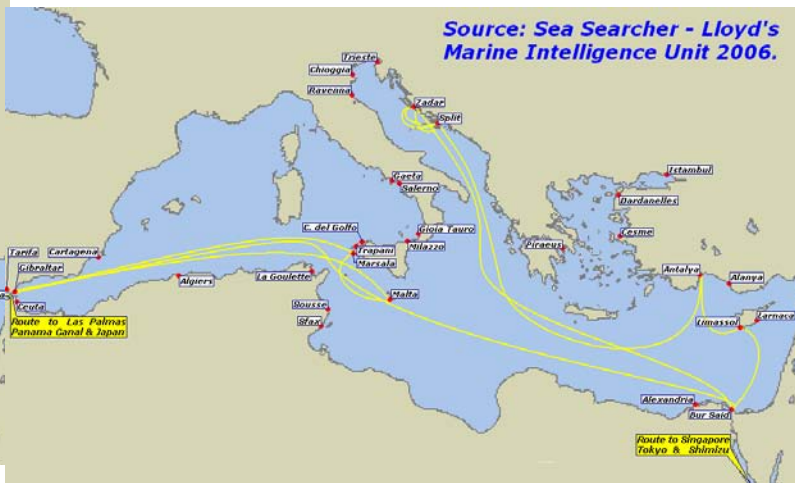 Source: Sea Searcher - Lloyd's
Marine Intelligence Unit 2006.
Trieste
Chioggia
Ravenna
Zadar
Split
Gaeta
Salerno
Istanbul
Dardanelles
Cesme
C. del Golfo
Gioia Tauro
Milazzo
Piraeus
Tarifa
Cartagena
Gibraltar
Trapani
Marsala
Antalya
Alanya
Algiers
La Goulette
Malta
Ceuta
Sousse
Sfax
Limassol
Larnaca
Route to Las Palmas
Panama Canal & Japan
Alexandria
Bur Said
Route to Singapore
Tokyo & Shimizu